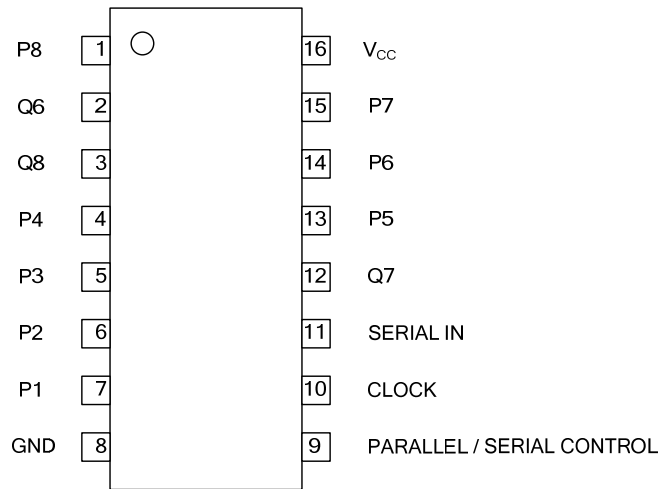 P8 1 16 VCC
Q6 2 15 P7
Q8 3 14 P6
P4 4 13 P5
P3 5 12 Q7
P2 6 11 SERIAL IN
P1 7 10 CLOCK
GND 8 9 PARALLEL / SERIAL CONTROL